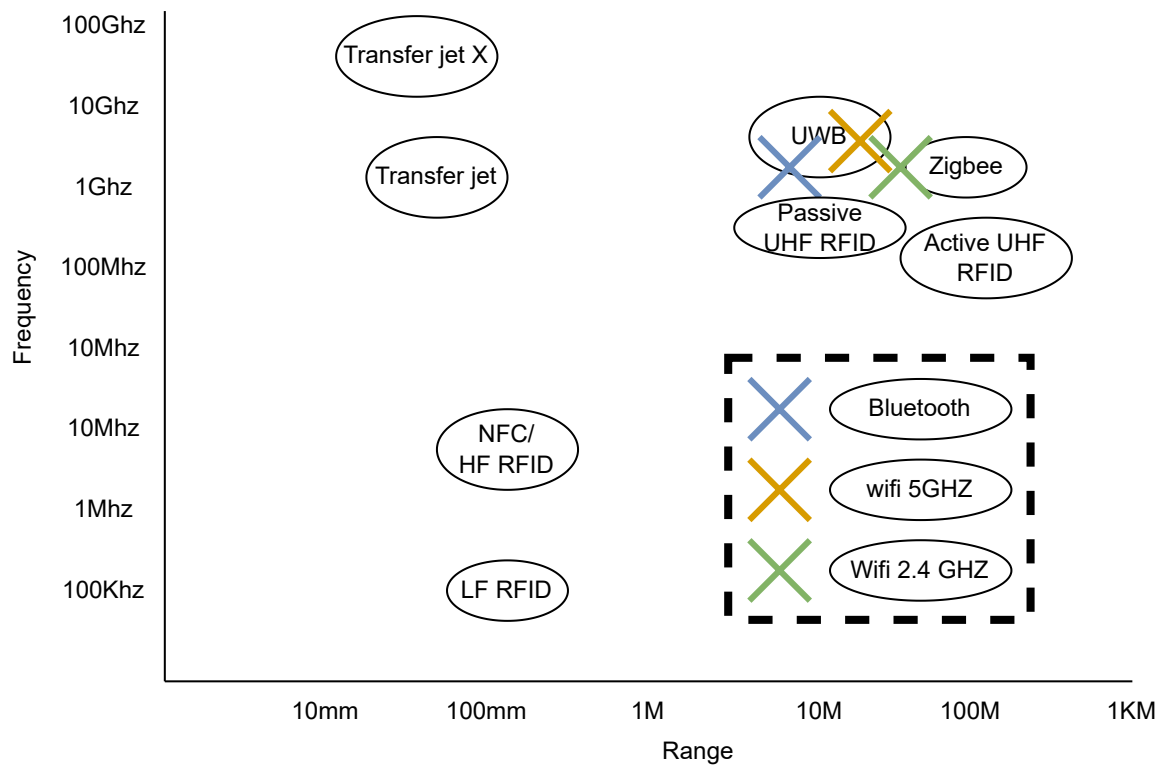 100Ghz
Transfer jet X
10Ghz
UWB
Zigbee
Transfer jet
1Ghz
Passive
UHF RFID
Active UHF
RFID
100Mhz
Frequency
10Mhz
Bluetooth
10Mhz
NFC/
HF RFID
wifi 5GHZ
1Mhz
Wifi 2.4 GHZ
100Khz
LF RFID
10mm
100mm
1M
10M
100M
1KM
Range